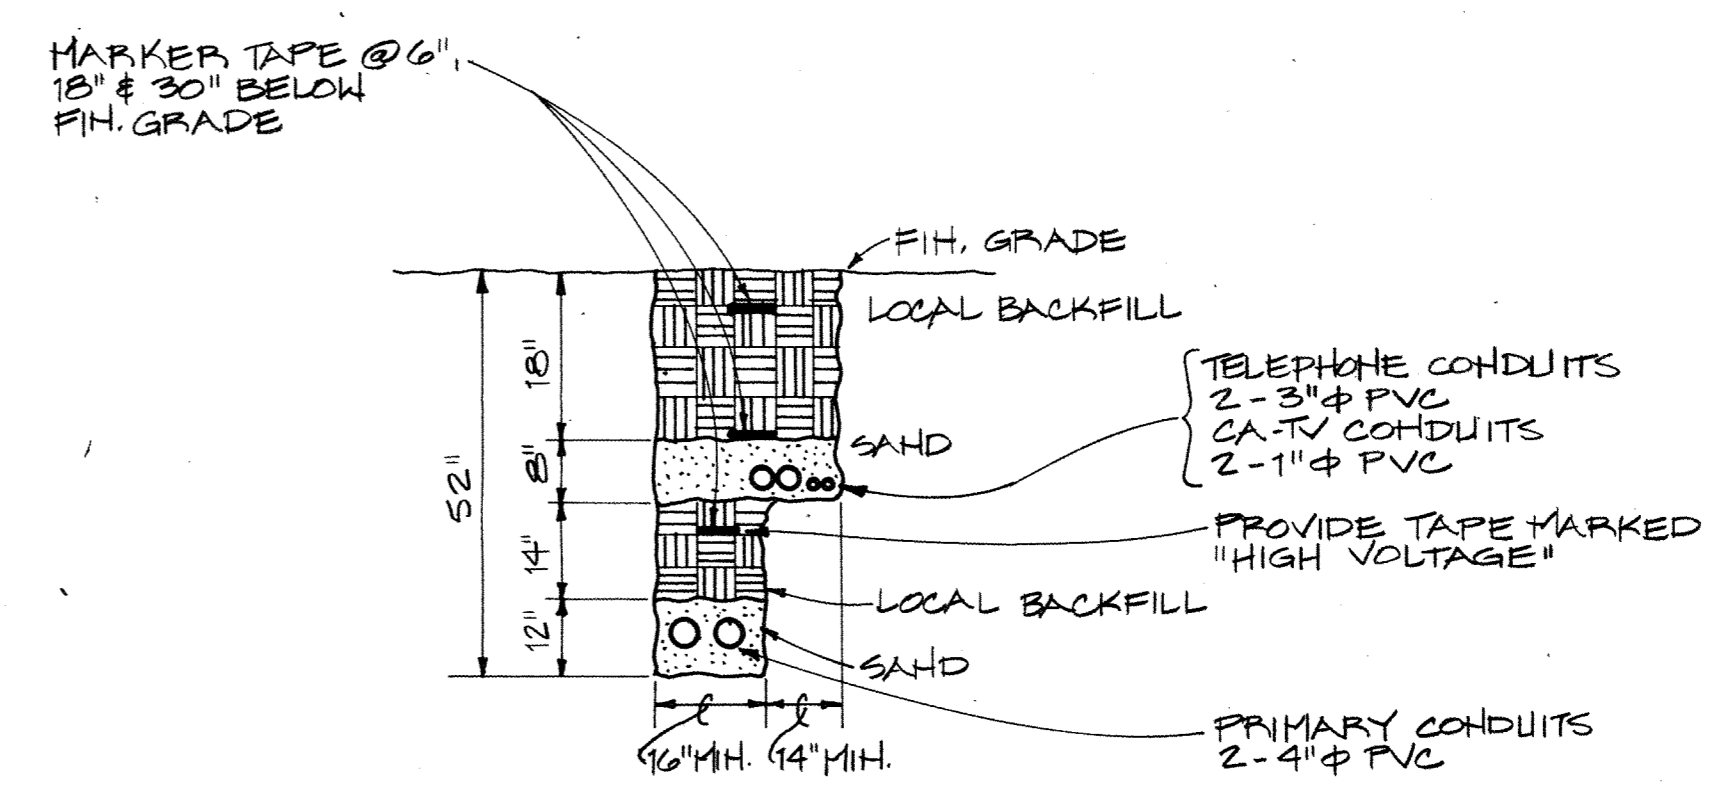 MARKER TAPE @ 6",
18" & 30" BELOW
FIN. GRADE
FIN. GRADE
LOCAL BACKFILL
18"
TELEPHONE CONDUITS
2-3"ϕ PVC
CA-TV CONDUITS
2-1"ϕ PVC
SAND
8"
52"
PROVIDE TAPE MARKED
"HIGH VOLTAGE"
14"
LOCAL BACKFILL
12"
SAND
PRIMARY CONDUITS
2-4"ϕ PVC
16" MIN. 14" MIN.